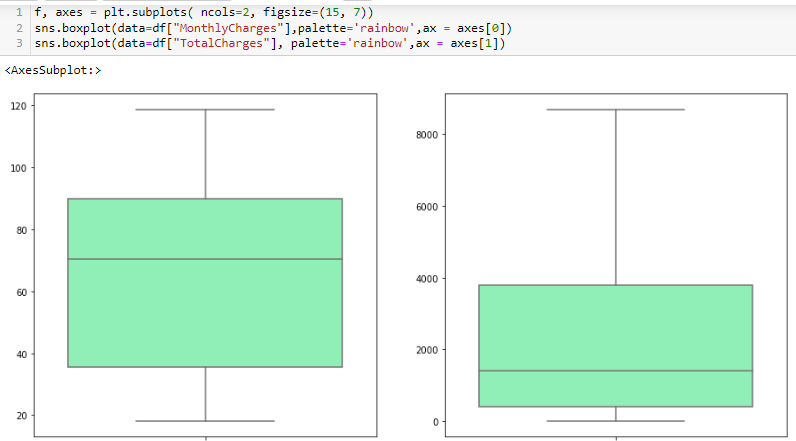 1 f, axes = plt.subplots( ncols=2, figsize=(15, 7))
2 sns.boxplot(data=df["MonthlyCharges"],palette='rainbow',ax = axes[0])
3 sns.boxplot(data=df["TotalCharges"], palette='rainbow',ax = axes[1])
<AxesSubplot:>
120
100
80
60
40
20
8000
6000
4000
2000
0